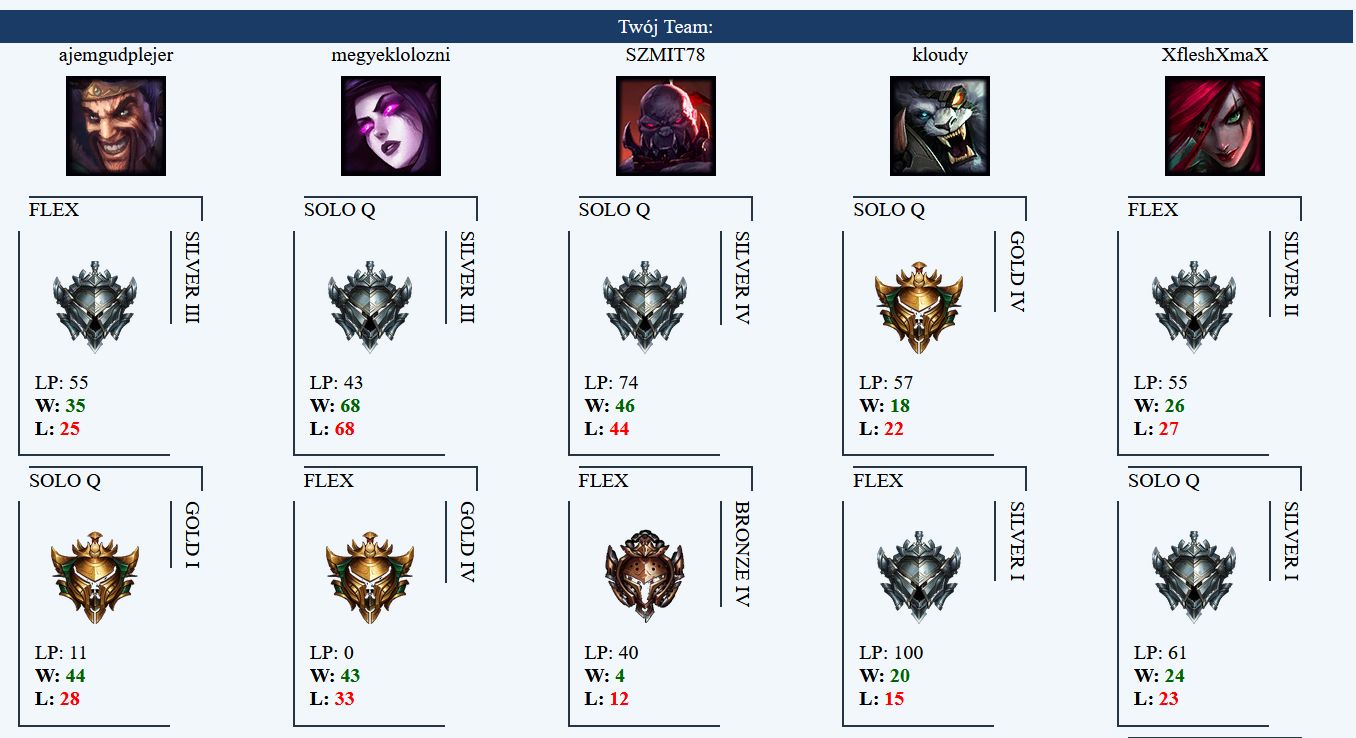 Twój Team:
ajemgudplejer
megyeklolozni
SZMIT78
kloudy
XfleshXmaX
FLEX
SILVER III
LP: 55
W: 35
L: 25
SOLO Q
SILVER III
LP: 43
W: 68
L: 68
SOLO Q
SILVER IV
LP: 74
W: 46
L: 44
SOLO Q
GOLD IV
LP: 57
W: 18
L: 22
FLEX
SILVER II
LP: 55
W: 26
L: 27
SOLO Q
GOLD I
LP: 11
W: 44
L: 28
FLEX
GOLD IV
LP: 0
W: 43
L: 33
FLEX
BRONZE IV
LP: 40
W: 4
L: 12
FLEX
SILVER I
LP: 100
W: 20
L: 15
SOLO Q
SILVER I
LP: 61
W: 24
L: 23